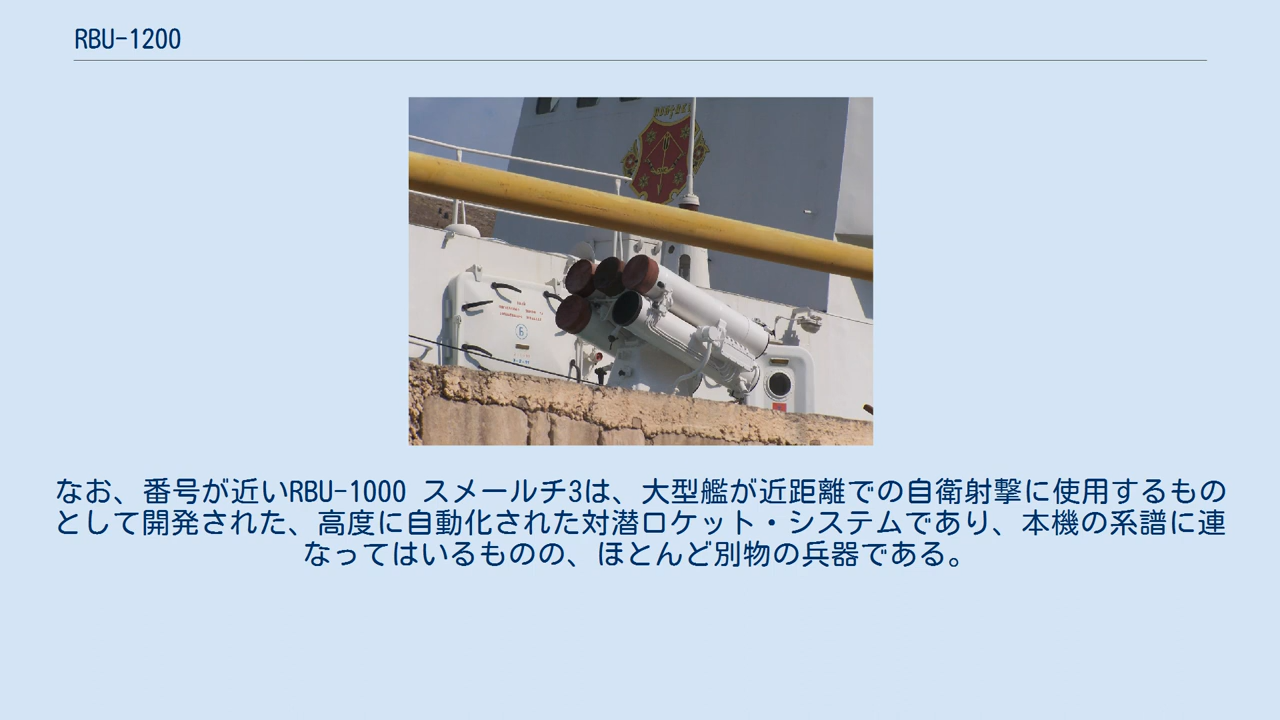 RBU-1200
6
なお、番号が近いRBU-1000 スメールチ3は、大型艦が近距離での自衛射撃に使用するもの
として開発された、高度に自動化された対潜ロケット・システムであり、本機の系譜に連
なってはいるものの、ほとんど別物の兵器である。